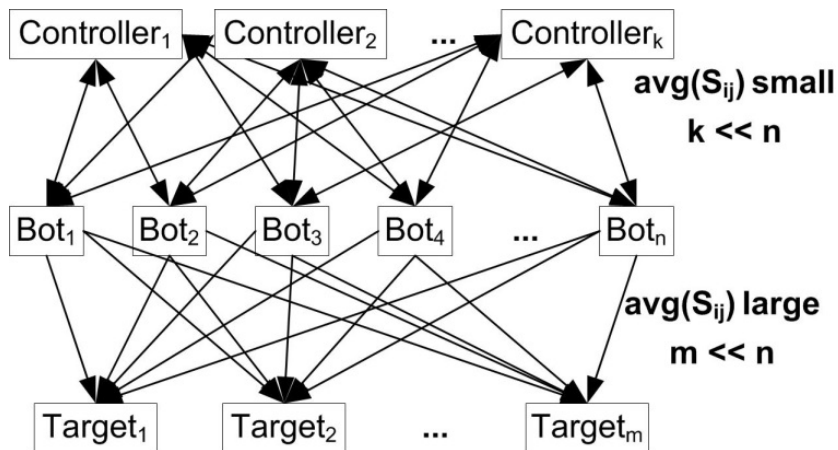 Controller₁ Controller₂ ... Controllerₖ
avg(Sᵢⱼ) small
k << n
Bot₁ Bot₂ Bot₃ Bot₄ ... Botₙ
avg(Sᵢⱼ) large
m << n
Target₁ Target₂ ... Targetₘ